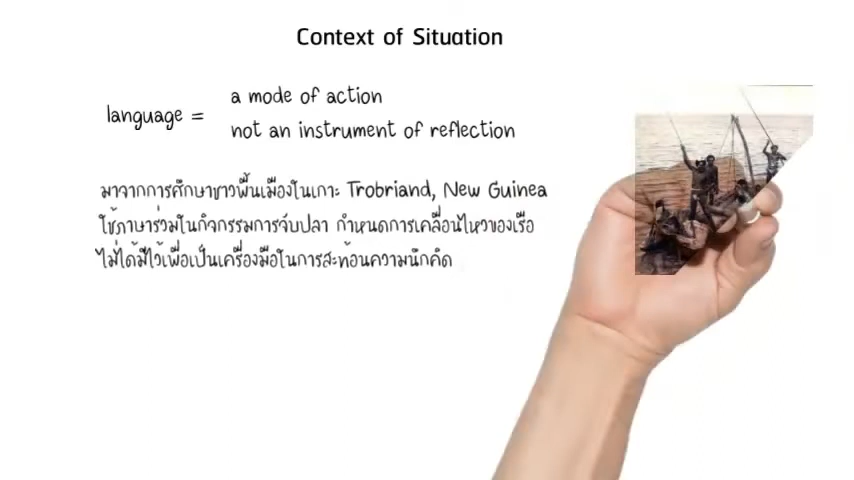 Context of Situation
a mode of action
language =
not an instrument of reflection
มาจากการศึกษาชาวพื้นเมืองในเกาะ Trobriand, New Guinea
ใช้ภาษาร่วมในกิจกรรมการจับปลา กำหนดการเคลื่อนไหวของเรือ
ไม่ได้มีไว้เพื่อเป็นเครื่องมือในการสะท้อนความนึกคิด